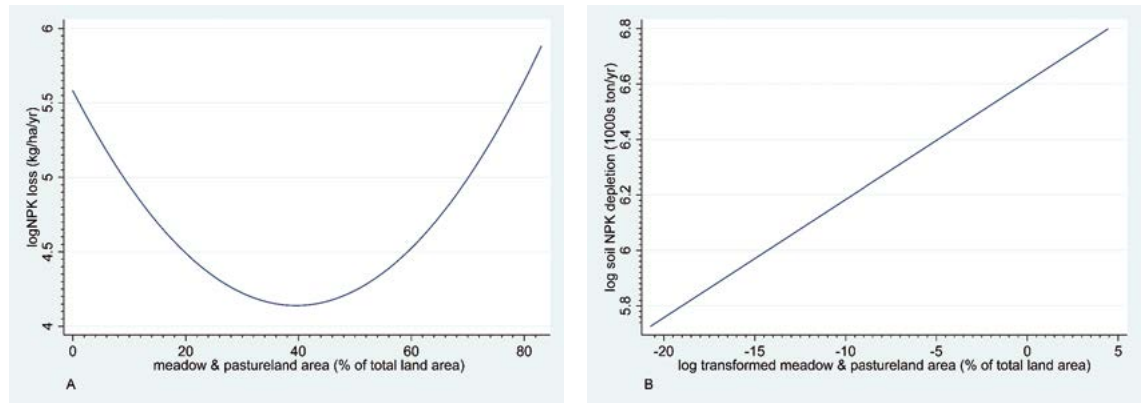 6
5.5
5
4.5
4
logNPK loss (kg/ha/yr)
0 20 40 60 80
meadow & pastureland area (% of total land area)
A
6.8
6.6
6.4
6.2
6
5.8
log soil NPK depletion (1000s ton/yr)
-20 -15 -10 -5 0 5
log transformed meadow & pastureland area (% of total land area)
B